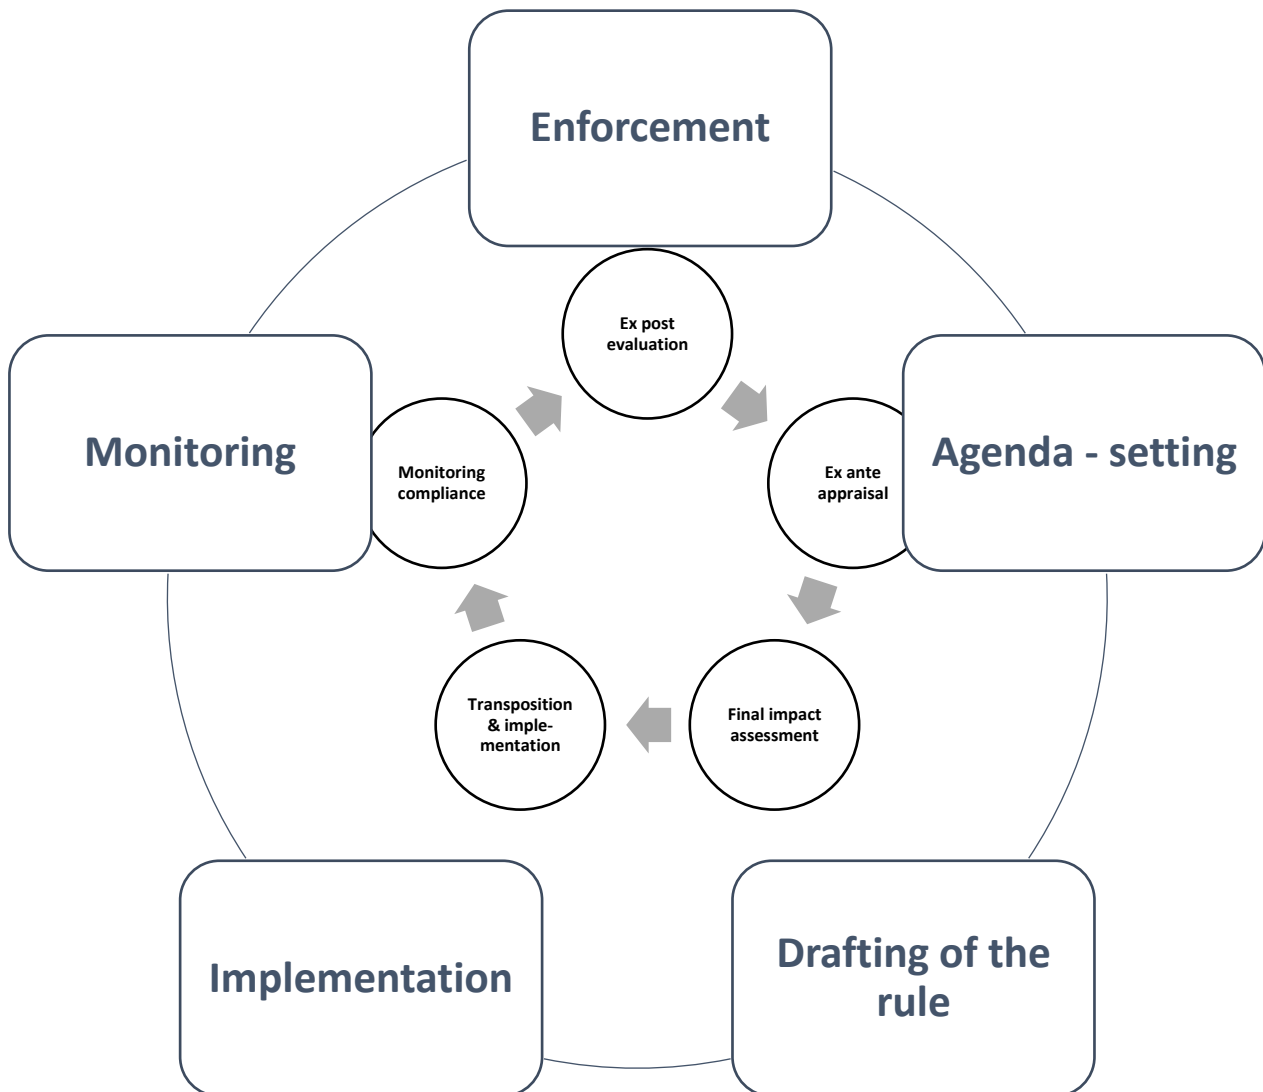 Enforcement
Ex post
evaluation
Monitoring
Monitoring
compliance
Ex ante
appraisal
Agenda - setting
Transposition
& imple-
mentation
Final impact
assessment
Implementation
Drafting of the
rule